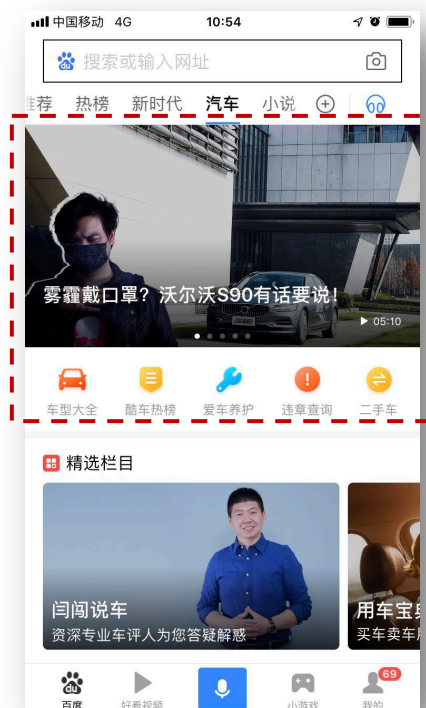 中国移动 4G 10:54
du 搜索或输入网址
推荐 热榜 新时代 汽车 小说
雾霾戴口罩？沃尔沃S90有话要说！
05:10
车型大全 酷车热榜 爱车养护 违章查询 二手车
精选栏目
闫闯说车
资深专业车评人为您答疑解惑
用车宝
买车卖车
69
du
百度 好看视频 小游戏 我的